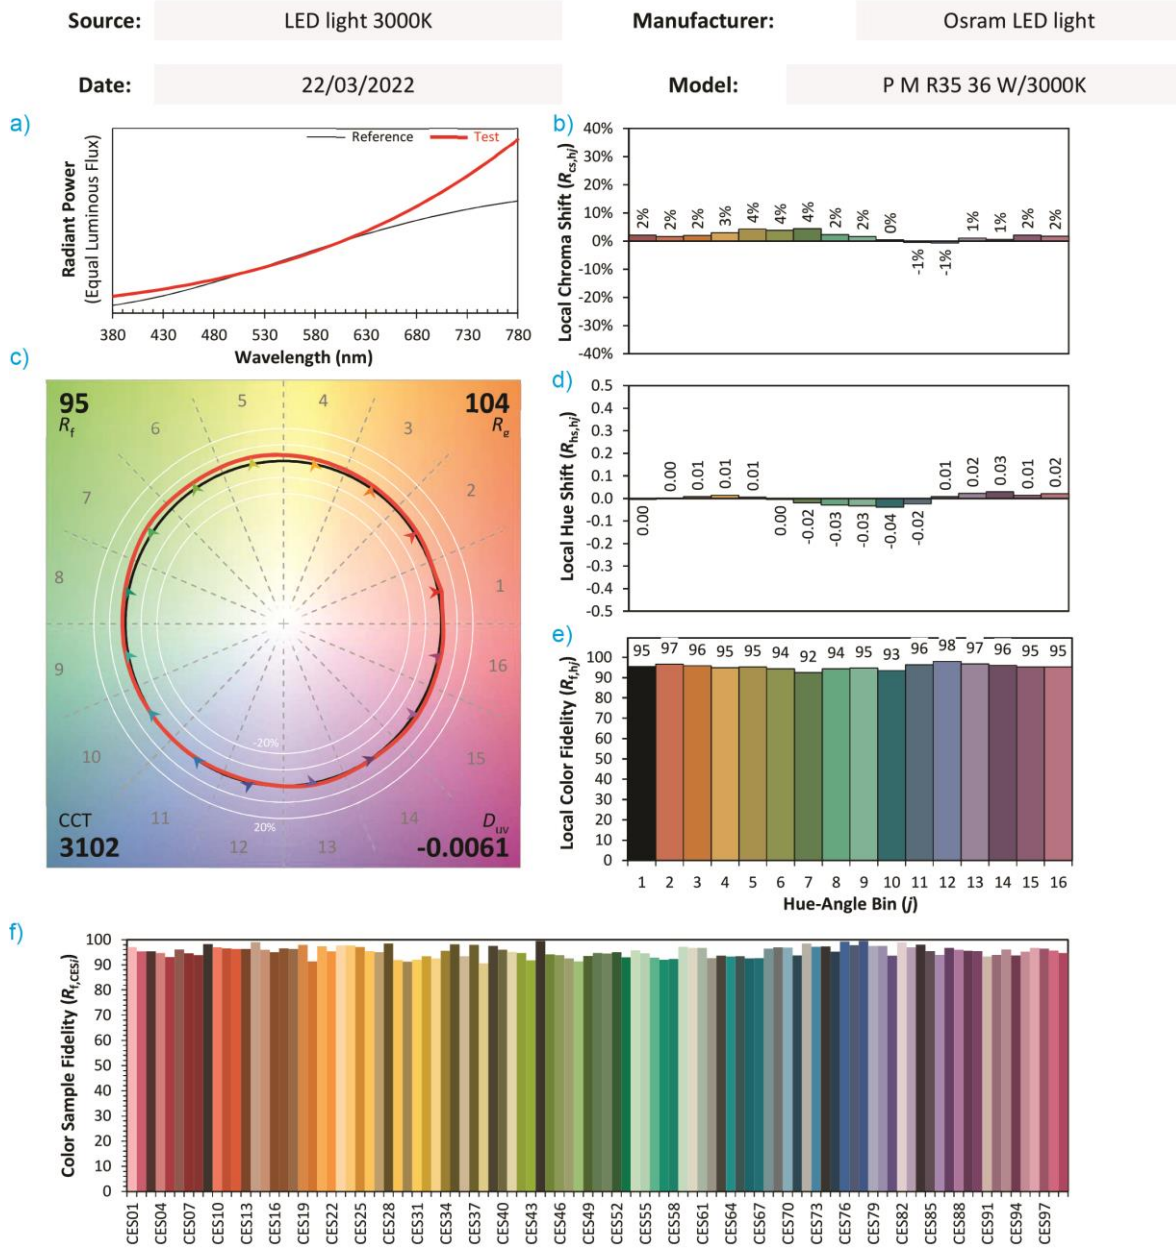 Source: LED light 3000K Manufacturer: Osram LED light
Date: 22/03/2022 Model: P M R35 36 W/3000K
a)
Reference Test
Radiant Power
(Equal Luminous Flux)
380 430 480 530 580 630 680 730 780
Wavelength (nm)
b)
Local Chroma Shift (Rcs,hj)
40%
30%
20%
10%
0%
-10%
-20%
-30%
-40%
2% 2% 2% 3% 4% 4% 4% 2% 2% 0% -1% -1% 1% 1% 2% 2%
c)
95
Rf
104
Rg
5 4
6 3
7 2
8 1
9 16
10 15
11 14
12 13
-20%
20%
CCT
3102
Duv
-0.0061
d)
Local Hue Shift (Rhs,hj)
0.5
0.4
0.3
0.2
0.1
0.0
-0.1
-0.2
-0.3
-0.4
-0.5
0.00 0.00 0.01 0.01 0.01 0.00 -0.02 -0.03 -0.03 -0.04 -0.02 0.01 0.02 0.03 0.01 0.02
e)
Local Color Fidelity (Rf,hj)
100
90
80
70
60
50
40
30
20
10
0
95 97 96 95 95 94 92 94 95 93 96 98 97 96 95 95
1 2 3 4 5 6 7 8 9 10 11 12 13 14 15 16
Hue-Angle Bin (j)
f)
Color Sample Fidelity (Rf,CESi)
100
90
80
70
60
50
40
30
20
10
0
CES01 CES04 CES07 CES10 CES13 CES16 CES19 CES22 CES25 CES28 CES31 CES34 CES37 CES40 CES43 CES46 CES49 CES52 CES55 CES58 CES61 CES64 CES67 CES70 CES73 CES76 CES79 CES82 CES85 CES88 CES91 CES94 CES97